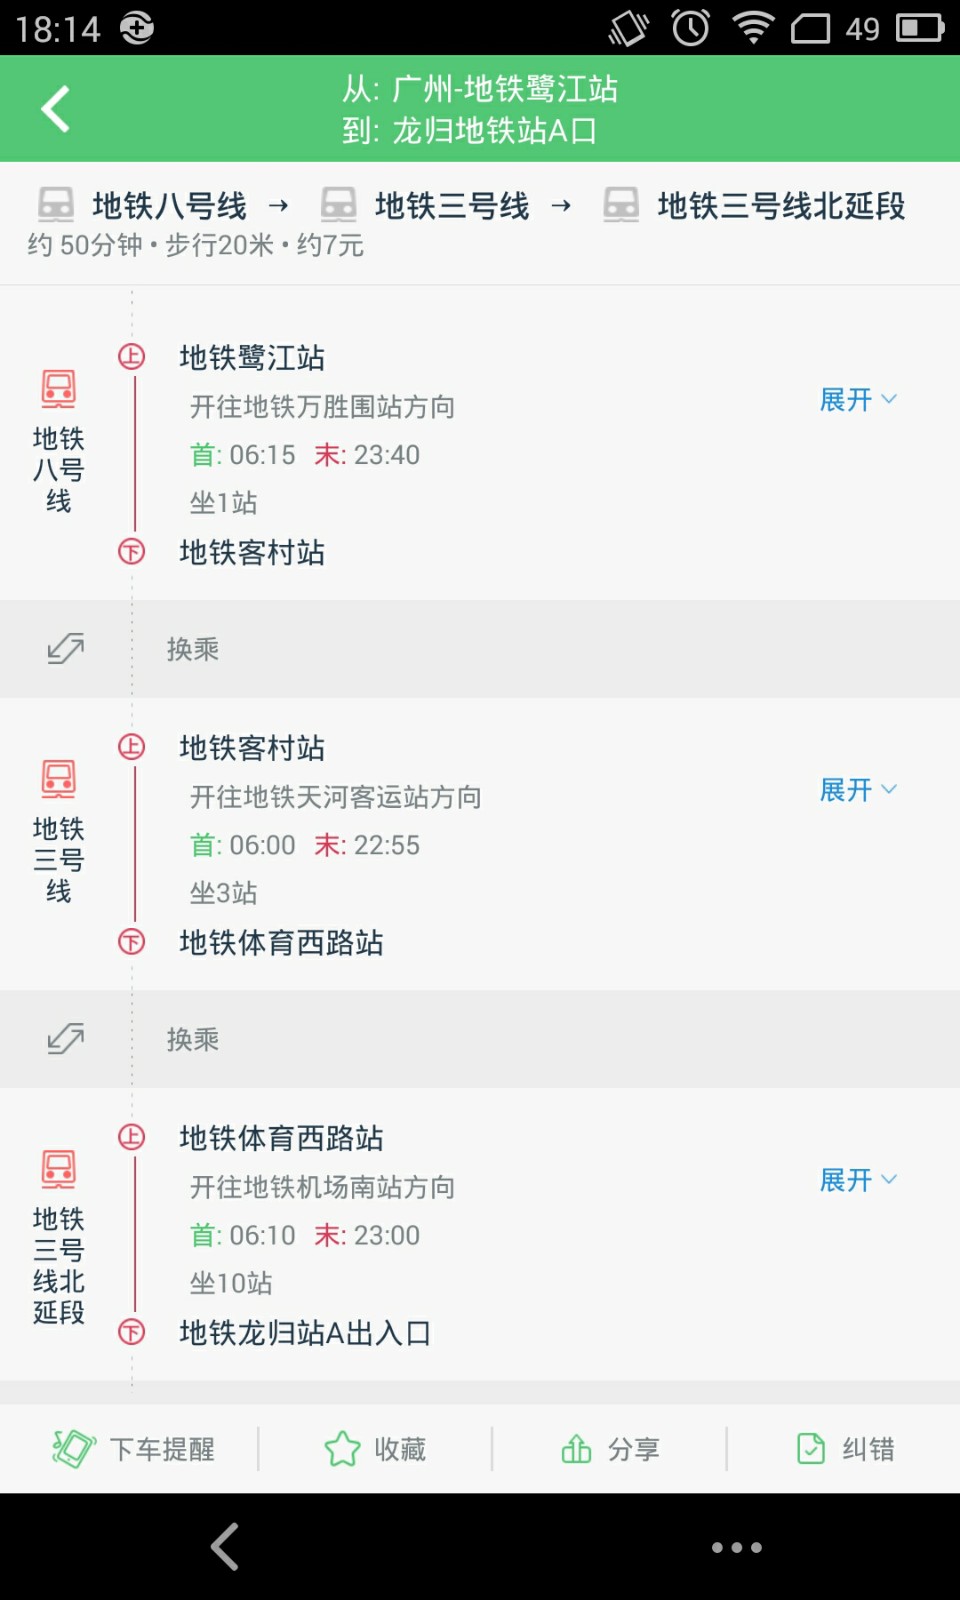 18:14
49
从: 广州-地铁鹭江站
到: 龙归地铁站A口
地铁八号线 → 地铁三号线 → 地铁三号线北延段
约 50分钟 • 步行20米 • 约7元
上 地铁鹭江站
开往地铁万胜围站方向
展开
首: 06:15 末: 23:40
坐1站
下 地铁客村站
地铁
八号
线
换乘
上 地铁客村站
开往地铁天河客运站方向
展开
首: 06:00 末: 22:55
坐3站
下 地铁体育西路站
地铁
三号
线
换乘
上 地铁体育西路站
开往地铁机场南站方向
展开
首: 06:10 末: 23:00
坐10站
下 地铁龙归站A出入口
地铁
三号
线北
延段
下车提醒 收藏 分享 纠错